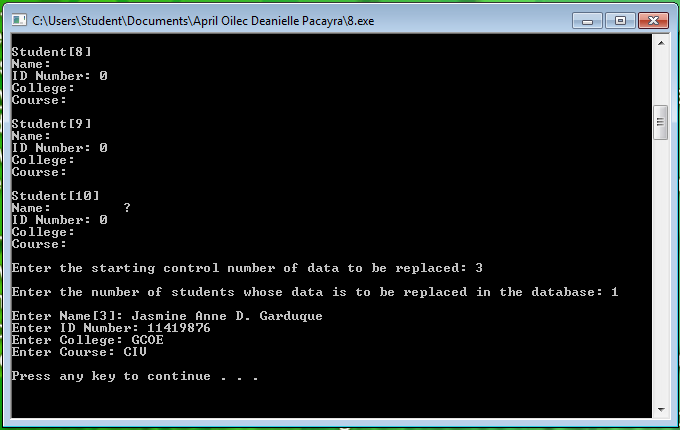 C:\Users\Student\Documents\April Oilec Deanielle Pacayra\8.exe
Student[8]
Name:
ID Number: 0
College:
Course:
Student[9]
Name:
ID Number: 0
College:
Course:
Student[10]
Name: ?
ID Number: 0
College:
Course:
Enter the starting control number of data to be replaced: 3
Enter the number of students whose data is to be replaced in the database: 1
Enter Name[3]: Jasmine Anne D. Garduque
Enter ID Number: 11419876
Enter College: GCOE
Enter Course: CIV
Press any key to continue . . .